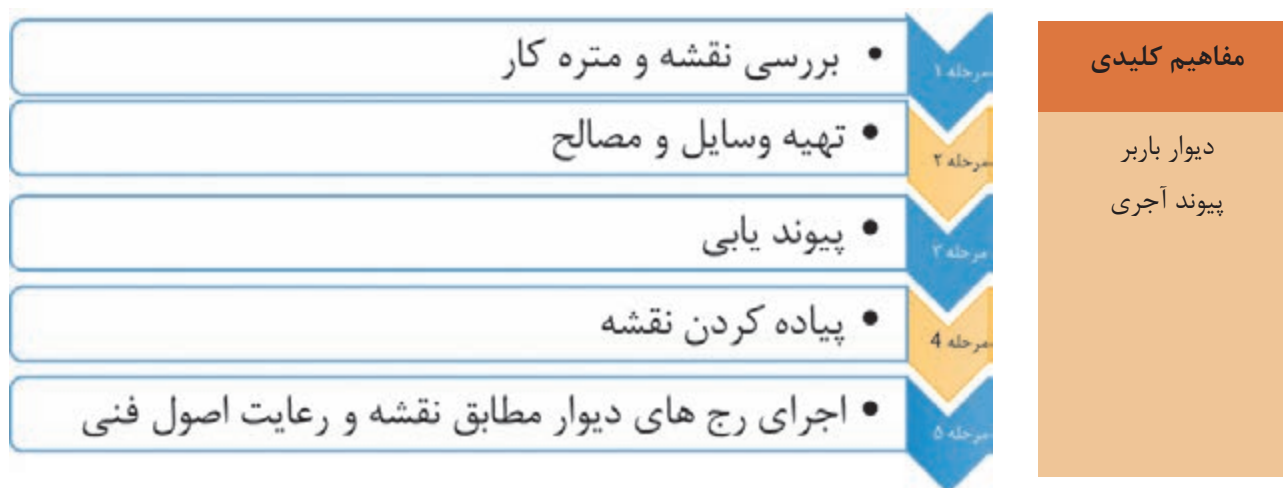 مفاهیم کلیدی
دیوار باربر
پیوند آجری
مرحله ۱
• بررسی نقشه و متره کار
مرحله ۲
• تهیه وسایل و مصالح
مرحله ۳
• پیوند یابی
مرحله 4
• پیاده کردن نقشه
مرحله ۵
• اجرای رج های دیوار مطابق نقشه و رعایت اصول فنی